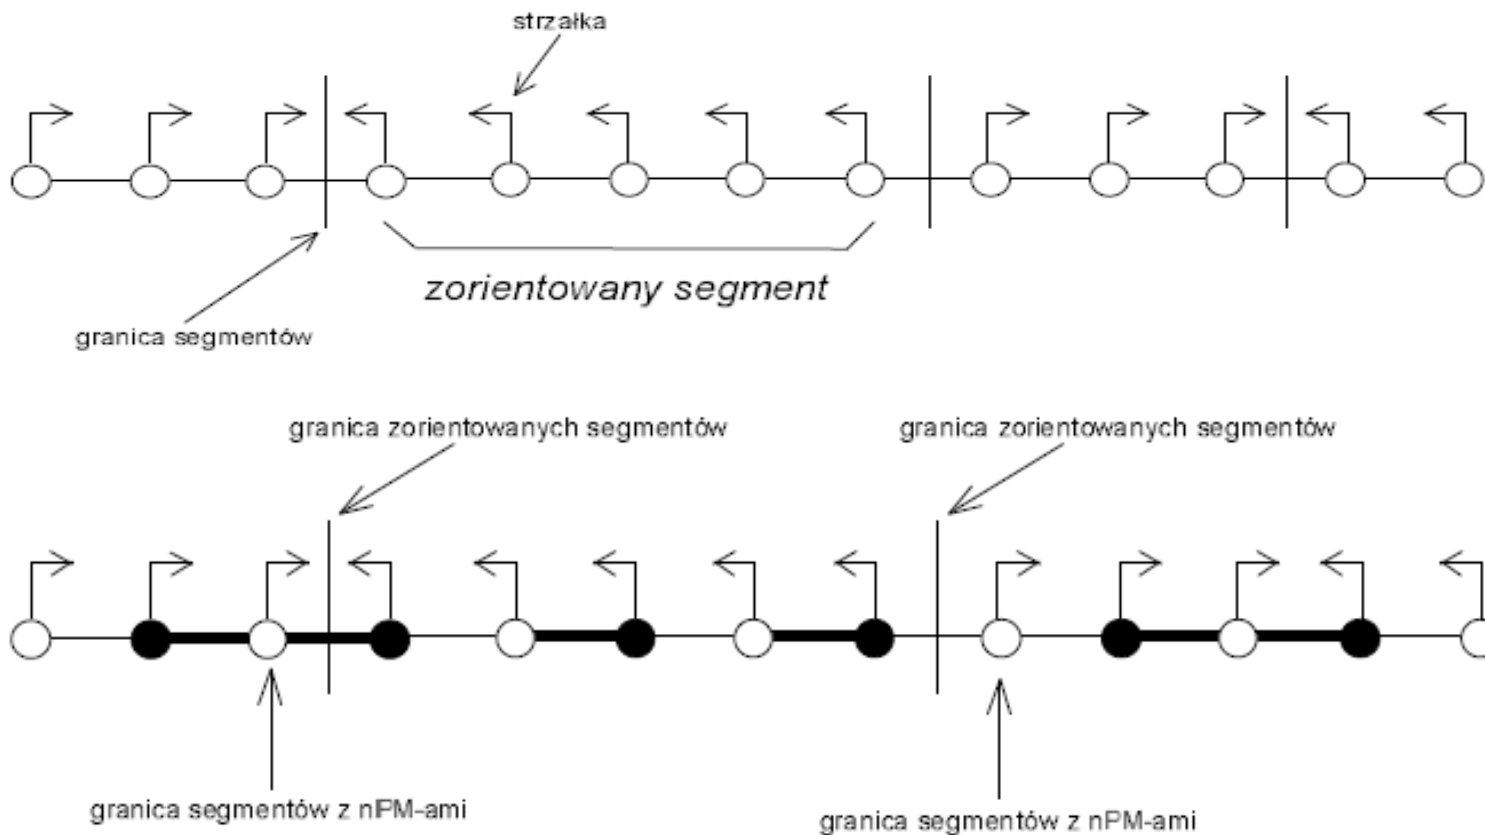 strzałka
zorientowany segment
granica segmentów
granica zorientowanych segmentów
granica zorientowanych segmentów
granica segmentów z nPM-ami
granica segmentów z nPM-ami